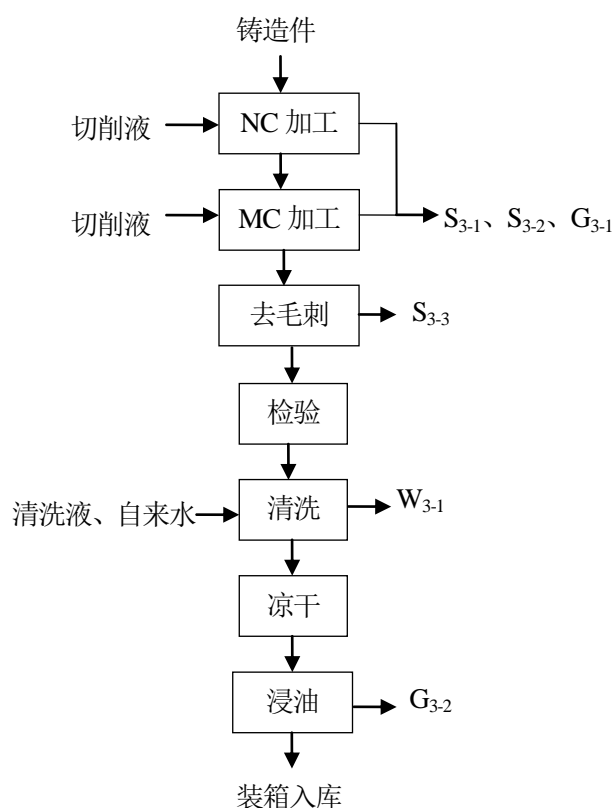 铸造件
切削液
NC 加工
切削液
MC 加工
S3-1、S3-2、G3-1
去毛刺
S3-3
检验
清洗液、自来水
清洗
W3-1
凉干
浸油
G3-2
装箱入库